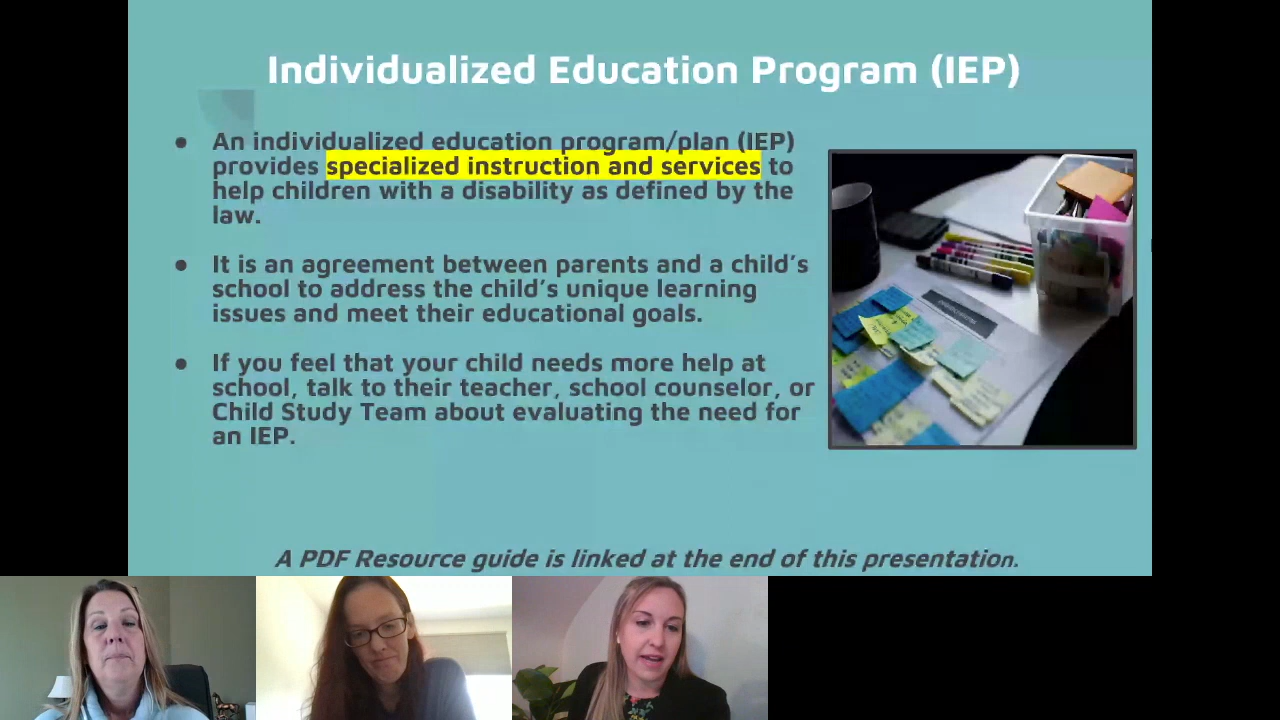 Individualized Education Program (IEP)
● An individualized education program/plan (IEP)
provides specialized instruction and services to
help children with a disability as defined by the
law.
● It is an agreement between parents and a child's
school to address the child's unique learning
issues and meet their educational goals.
● If you feel that your child needs more help at
school, talk to their teacher, school counselor, or
Child Study Team about evaluating the need for
an IEP.
A PDF Resource guide is linked at the end of this presentation.